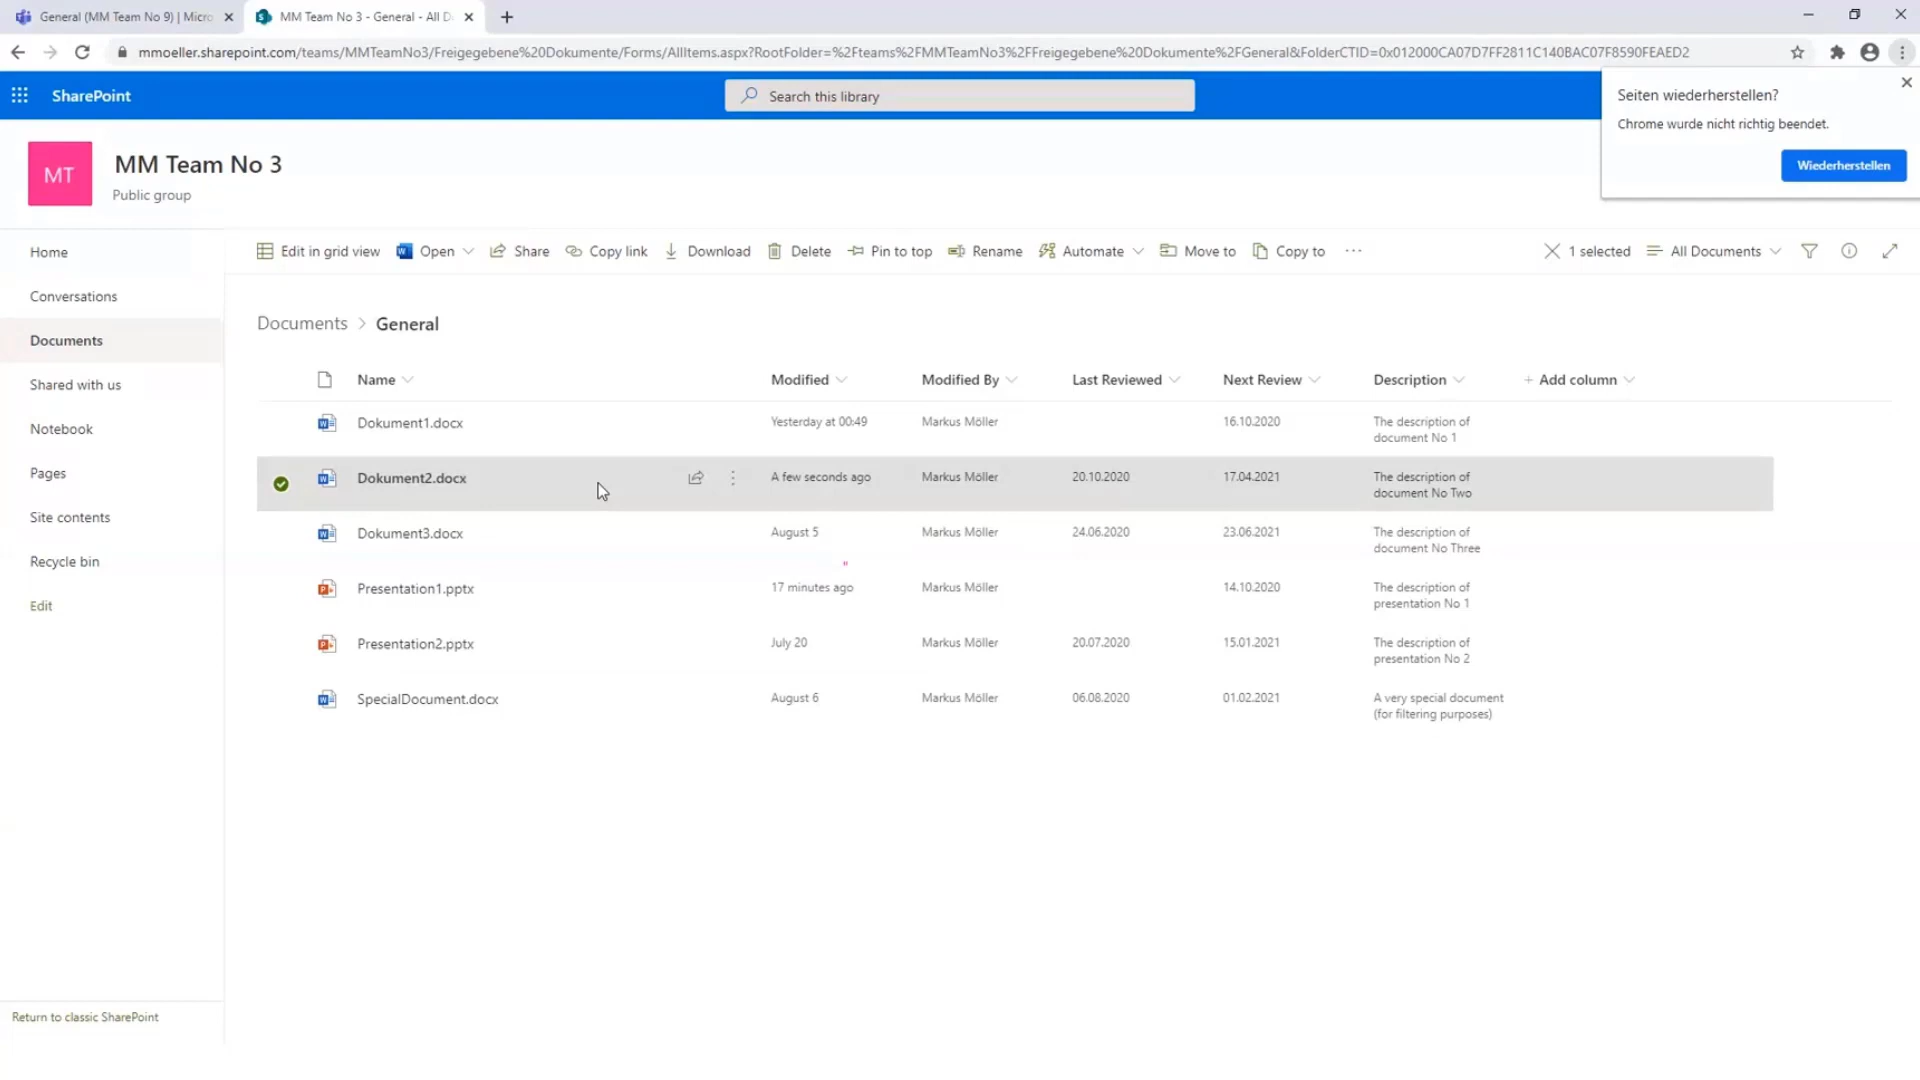 General (MM Team No 9) | Micro
MM Team No 3 - General - All D
mmoeller.sharepoint.com/teams/MMTeamNo3/Freigegebene%20Dokumente/Forms/AllItems.aspx?RootFolder=%2Fteams%2FMMTeamNo3%2FFreigegebene%20Dokumente%2FGeneral&FolderCTID=0x012000CA07D7FF2811C140BAC07F8590FEAED2
SharePoint
Search this library
Seiten wiederherstellen?
Chrome wurde nicht richtig beendet.
Wiederherstellen
MT
MM Team No 3
Public group
Home
Conversations
Documents
Shared with us
Notebook
Pages
Site contents
Recycle bin
Edit
Return to classic SharePoint
Edit in grid view Open Share Copy link Download Delete Pin to top Rename Automate Move to Copy to ... 1 selected All Documents
Documents > General
Name Modified Modified By Last Reviewed Next Review Description + Add column
Dokument1.docx Yesterday at 00:49 Markus Möller 16.10.2020 The description of
document No 1
Dokument2.docx A few seconds ago Markus Möller 20.10.2020 17.04.2021 The description of
document No Two
Dokument3.docx August 5 Markus Möller 24.06.2020 23.06.2021 The description of
document No Three
Presentation1.pptx 17 minutes ago Markus Möller 14.10.2020 The description of
presentation No 1
Presentation2.pptx July 20 Markus Möller 20.07.2020 15.01.2021 The description of
presentation No 2
SpecialDocument.docx August 6 Markus Möller 06.08.2020 01.02.2021 A very special document
(for filtering purposes)